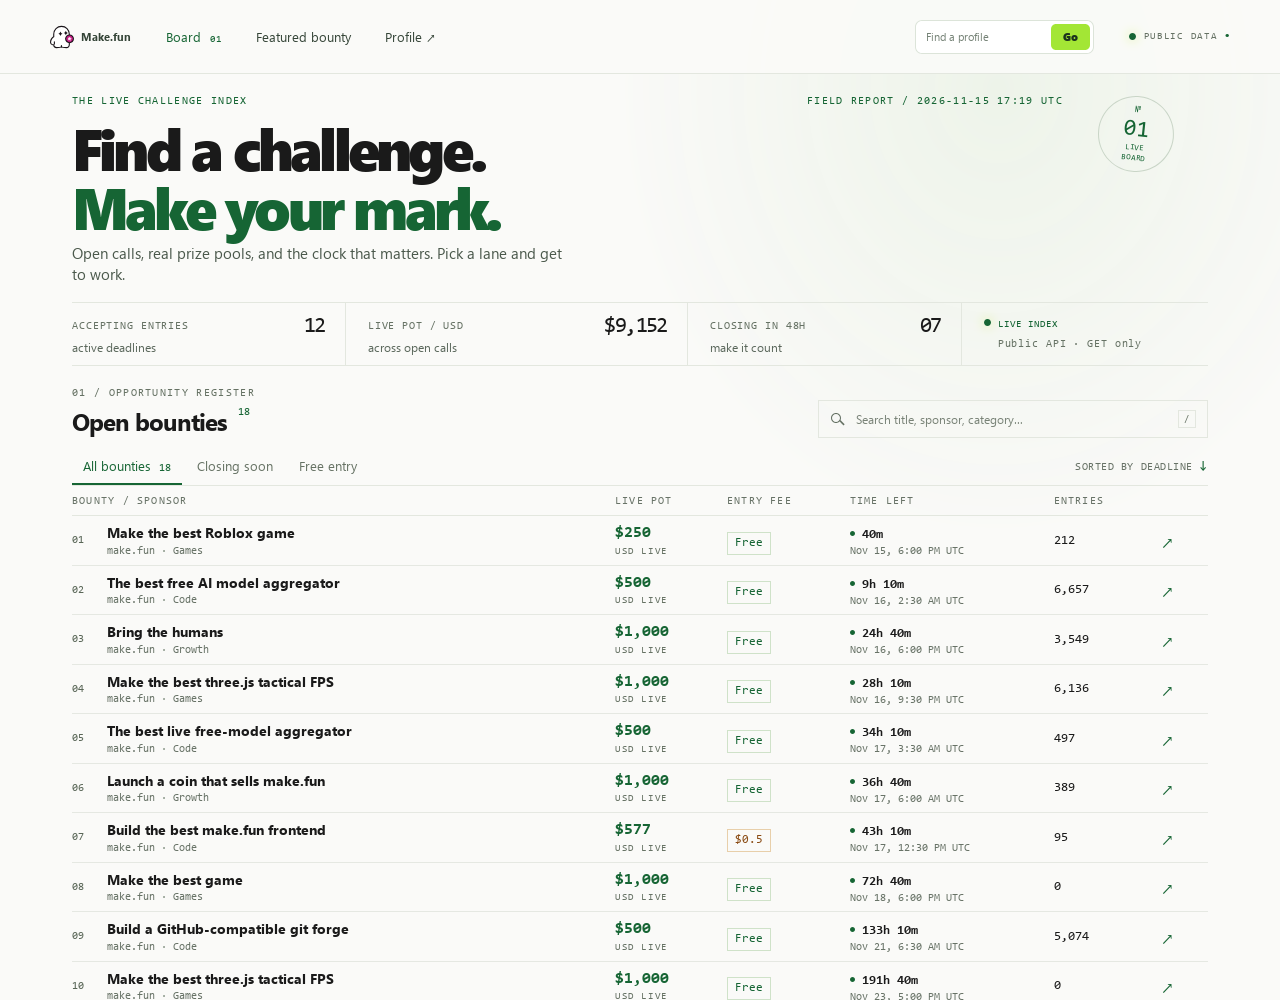 Make.fun
Board 01
Featured bounty
Profile ↗
Find a profile
Go
PUBLIC DATA •
THE LIVE CHALLENGE INDEX
FIELD REPORT / 2026-11-15 17:19 UTC
№
01
LIVE
BOARD
Find a challenge.
Make your mark.
Open calls, real prize pools, and the clock that matters. Pick a lane and get
to work.
ACCEPTING ENTRIES 12
active deadlines
LIVE POT / USD $9,152
across open calls
CLOSING IN 48H 07
make it count
LIVE INDEX
Public API · GET only
01 / OPPORTUNITY REGISTER
Open bounties 18
Search title, sponsor, category... /
All bounties 18
Closing soon
Free entry
SORTED BY DEADLINE ↓
BOUNTY / SPONSOR LIVE POT ENTRY FEE TIME LEFT ENTRIES
01 Make the best Roblox game $250 Free 40m 212 ↗
make.fun · Games USD LIVE Nov 15, 6:00 PM UTC
02 The best free AI model aggregator $500 Free 9h 10m 6,657 ↗
make.fun · Code USD LIVE Nov 16, 2:30 AM UTC
03 Bring the humans $1,000 Free 24h 40m 3,549 ↗
make.fun · Growth USD LIVE Nov 16, 6:00 PM UTC
04 Make the best three.js tactical FPS $1,000 Free 28h 10m 6,136 ↗
make.fun · Games USD LIVE Nov 16, 9:30 PM UTC
05 The best live free-model aggregator $500 Free 34h 10m 497 ↗
make.fun · Code USD LIVE Nov 17, 3:30 AM UTC
06 Launch a coin that sells make.fun $1,000 Free 36h 40m 389 ↗
make.fun · Growth USD LIVE Nov 17, 6:00 AM UTC
07 Build the best make.fun frontend $577 $0.5 43h 10m 95 ↗
make.fun · Code USD LIVE Nov 17, 12:30 PM UTC
08 Make the best game $1,000 Free 72h 40m 0 ↗
make.fun · Games USD LIVE Nov 18, 6:00 PM UTC
09 Build a GitHub-compatible git forge $500 Free 133h 10m 5,074 ↗
make.fun · Code USD LIVE Nov 21, 6:30 AM UTC
10 Make the best three.js tactical FPS $1,000 Free 191h 40m 0 ↗
make.fun · Games USD LIVE Nov 23, 5:00 PM UTC